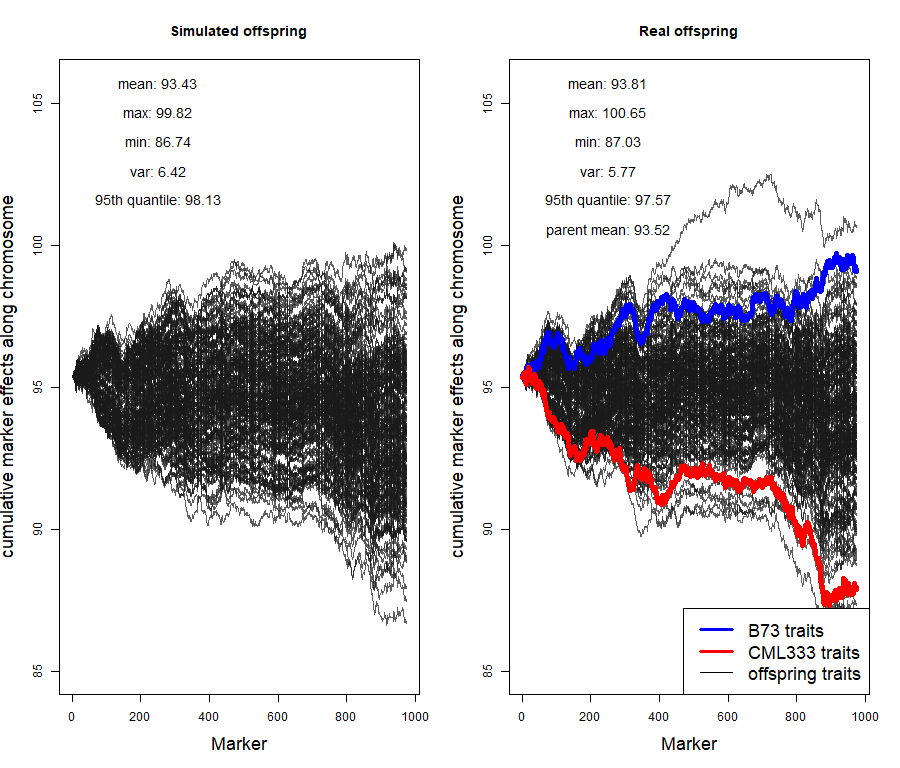 Simulated offspring
mean: 93.43
max: 99.82
min: 86.74
var: 6.42
95th quantile: 98.13
cumulative marker effects along chromosome
105
100
95
90
85
0 200 400 600 800 1000
Marker
Real offspring
mean: 93.81
max: 100.65
min: 87.03
var: 5.77
95th quantile: 97.57
parent mean: 93.52
cumulative marker effects along chromosome
105
100
95
90
85
B73 traits
CML333 traits
offspring traits
0 200 400 600 800 1000
Marker